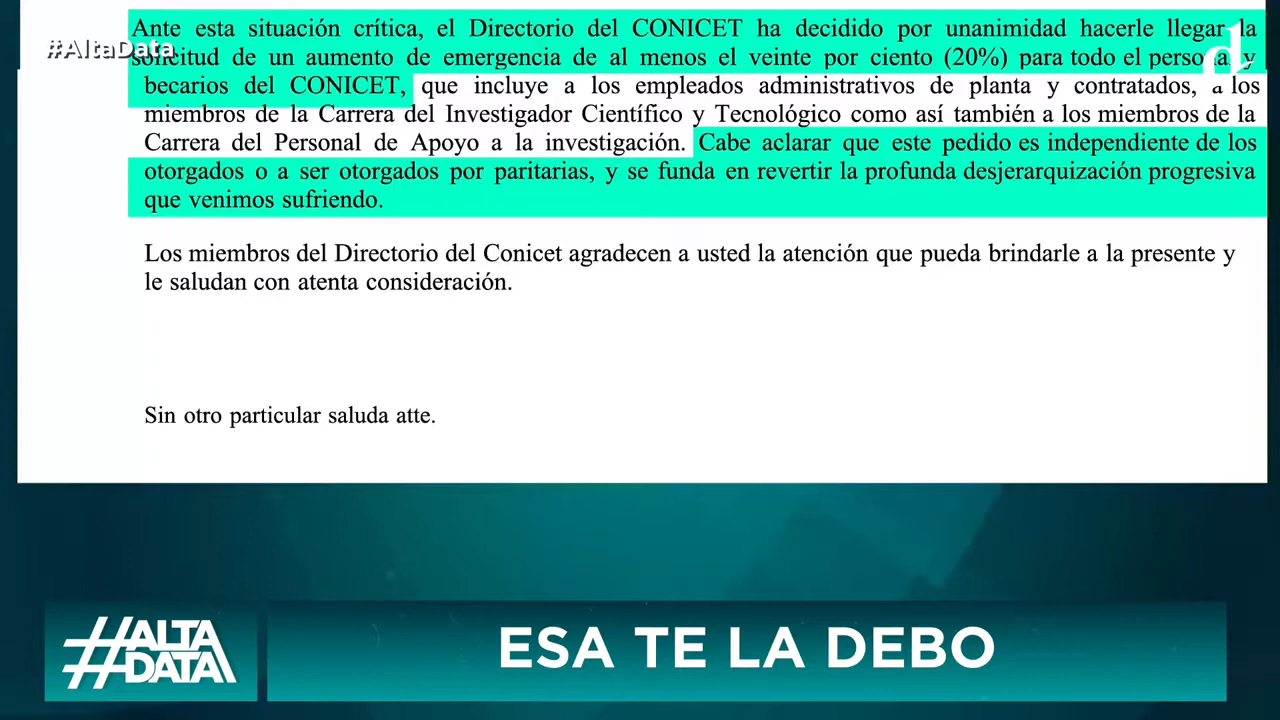 #AltaData
Ante esta situación crítica, el Directorio del CONICET ha decidido por unanimidad hacerle llegar la
solicitud de un aumento de emergencia de al menos el veinte por ciento (20%) para todo el personal y
becarios del CONICET, que incluye a los empleados administrativos de planta y contratados, a los
miembros de la Carrera del Investigador Científico y Tecnológico como así también a los miembros de la
Carrera del Personal de Apoyo a la investigación. Cabe aclarar que este pedido es independiente de los
otorgados o a ser otorgados por paritarias, y se funda en revertir la profunda desjerarquización progresiva
que venimos sufriendo.
Los miembros del Directorio del Conicet agradecen a usted la atención que pueda brindarle a la presente y
le saludan con atenta consideración.
Sin otro particular saluda atte.
#ALTA
DATA
ESA TE LA DEBO